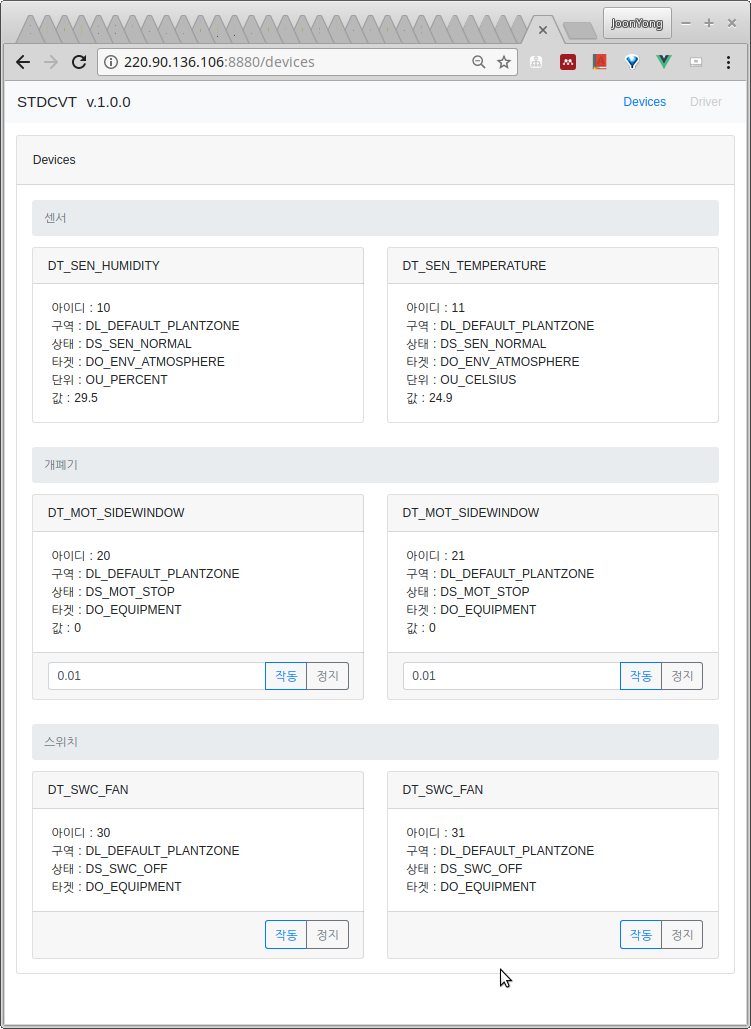 JoonYong
220.90.136.106:8880/devices
STDCVT v.1.0.0
Devices
Driver
Devices
센서
DT_SEN_HUMIDITY
아이디 : 10
구역 : DL_DEFAULT_PLANTZONE
상태 : DS_SEN_NORMAL
타겟 : DO_ENV_ATMOSPHERE
단위 : OU_PERCENT
값 : 29.5
DT_SEN_TEMPERATURE
아이디 : 11
구역 : DL_DEFAULT_PLANTZONE
상태 : DS_SEN_NORMAL
타겟 : DO_ENV_ATMOSPHERE
단위 : OU_CELSIUS
값 : 24.9
개폐기
DT_MOT_SIDEWINDOW
아이디 : 20
구역 : DL_DEFAULT_PLANTZONE
상태 : DS_MOT_STOP
타겟 : DO_EQUIPMENT
값 : 0
0.01
작동
정지
DT_MOT_SIDEWINDOW
아이디 : 21
구역 : DL_DEFAULT_PLANTZONE
상태 : DS_MOT_STOP
타겟 : DO_EQUIPMENT
값 : 0
0.01
작동
정지
스위치
DT_SWC_FAN
아이디 : 30
구역 : DL_DEFAULT_PLANTZONE
상태 : DS_SWC_OFF
타겟 : DO_EQUIPMENT
작동
정지
DT_SWC_FAN
아이디 : 31
구역 : DL_DEFAULT_PLANTZONE
상태 : DS_SWC_OFF
타겟 : DO_EQUIPMENT
작동
정지